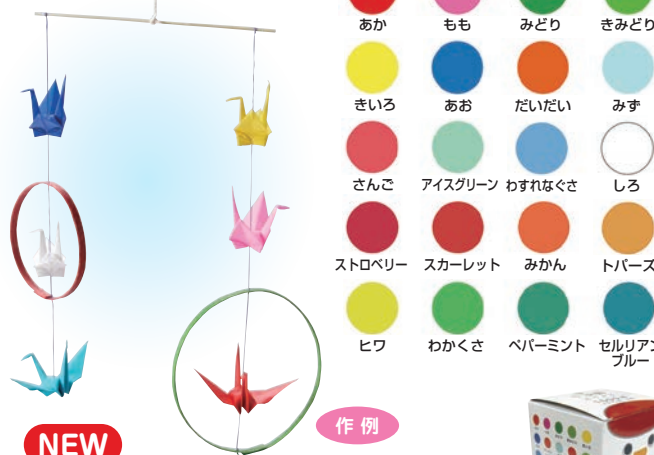 あか もも みどり きみどり
きいろ あお だいだい みず
さんご アイスグリーン わすれなぐさ しろ
ストロベリー スカーレット みかん トパーズ
ヒワ わかくさ ペパーミント セルリアン
ブルー
作例
NEW